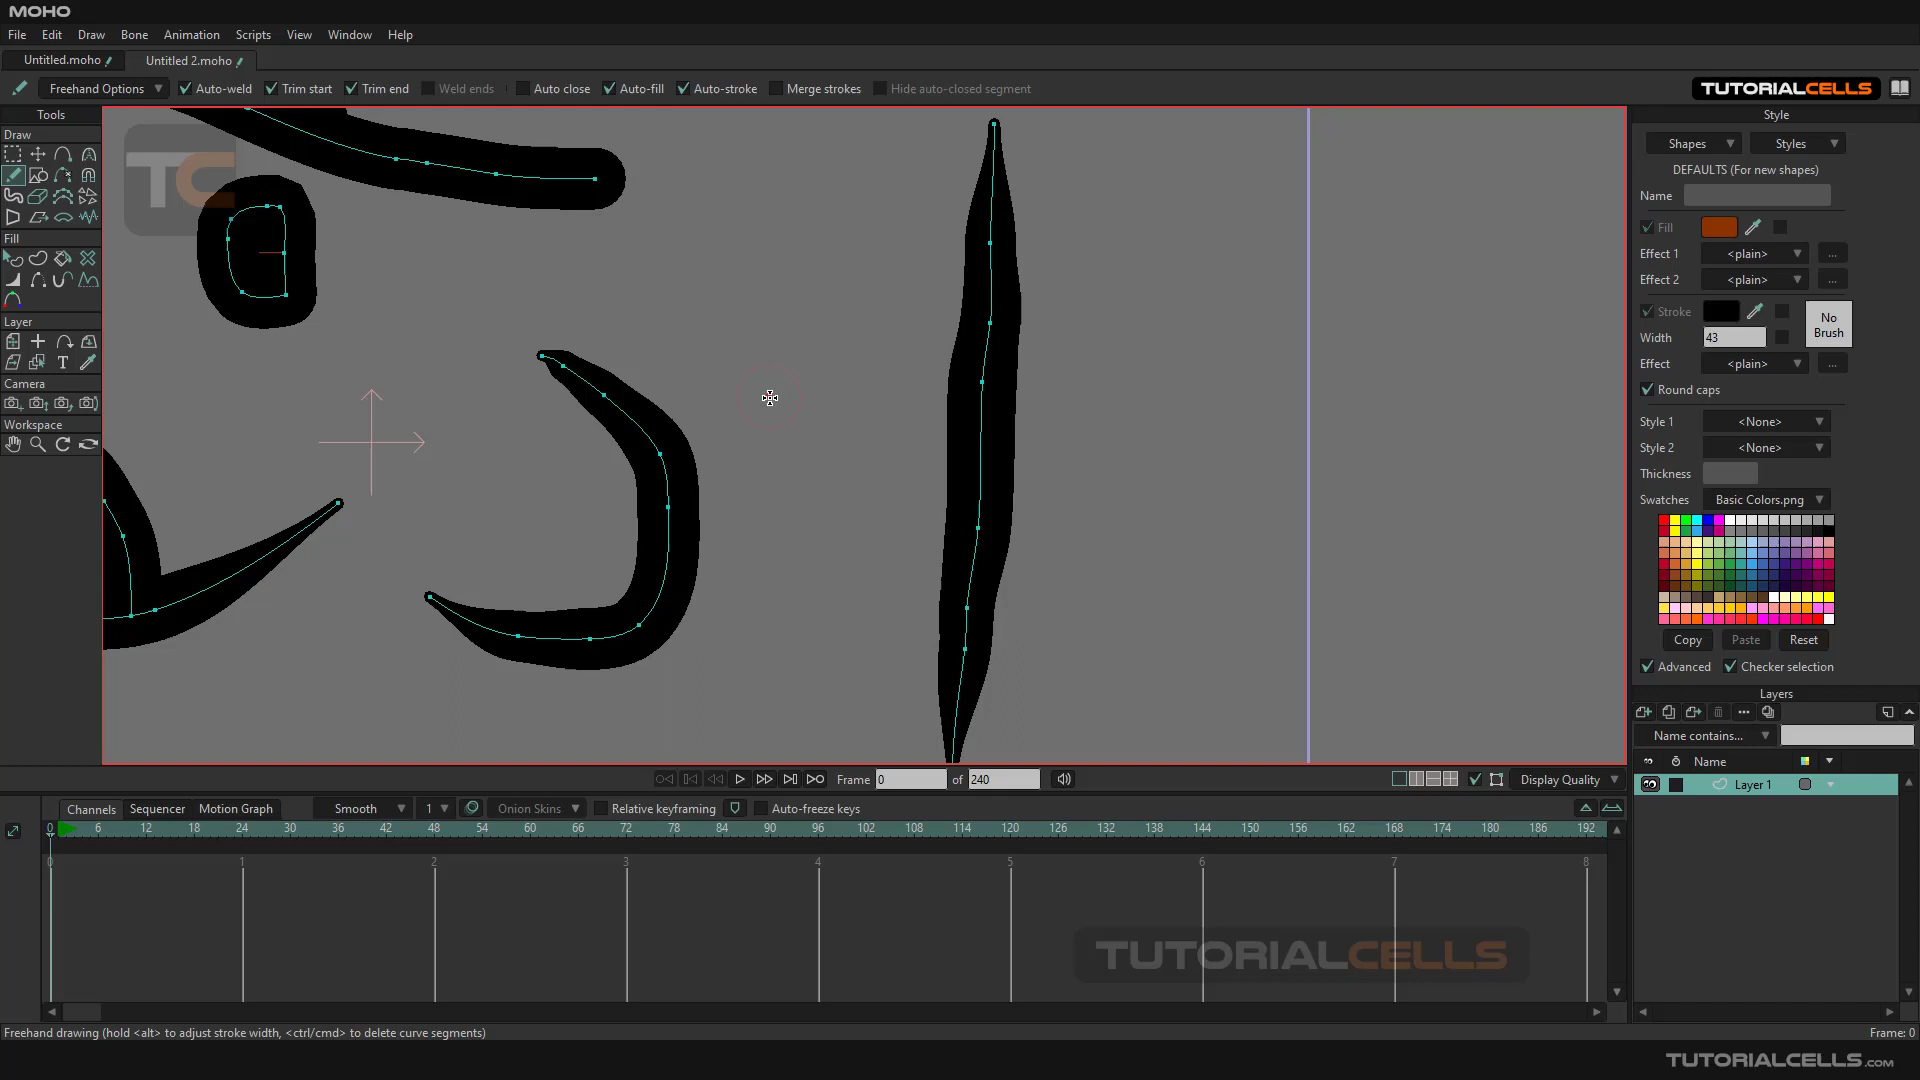 MOHO
File Edit Draw Bone Animation Scripts View Window Help
Untitled.moho Untitled 2.moho
Freehand Options Auto-weld Trim start Trim end Weld ends Auto close Auto-fill Auto-stroke Merge strokes Hide auto-closed segment TUTORIALCELLS
Tools
Draw
Fill
Layer
T
Camera
Workspace
TC
Style
Shapes Styles
DEFAULTS (For new shapes)
Name
Fill
Effect 1 <plain> ...
Effect 2 <plain> ...
Stroke
No Brush
Width 43
Effect <plain> ...
Round caps
Style 1 <None>
Style 2 <None>
Thickness
Swatches Basic Colors.png
Copy Paste Reset
Advanced Checker selection
Layers
Name contains...
Name
Layer 1
Frame 0 of 240 Display Quality
Channels Sequencer Motion Graph Smooth 1 Onion Skins Relative keyframing Auto-freeze keys
0 6 12 18 24 30 36 42 48 54 60 66 72 78 84 90 96 102 108 114 120 126 132 138 144 150 156 162 168 174 180 186 192
0 1 2 3 4 5 6 7 8
TUTORIALCELLS
Freehand drawing (hold <alt> to adjust stroke width, <ctrl/cmd> to delete curve segments) Frame: 0
TUTORIALCELLS.COM